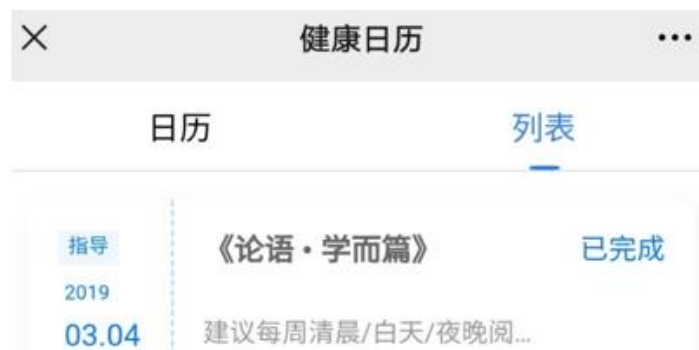 健康日历
日历 列表
指导 《论语·学而篇》 已完成
2019
03.04 建议每周清晨/白天/夜晚阅...